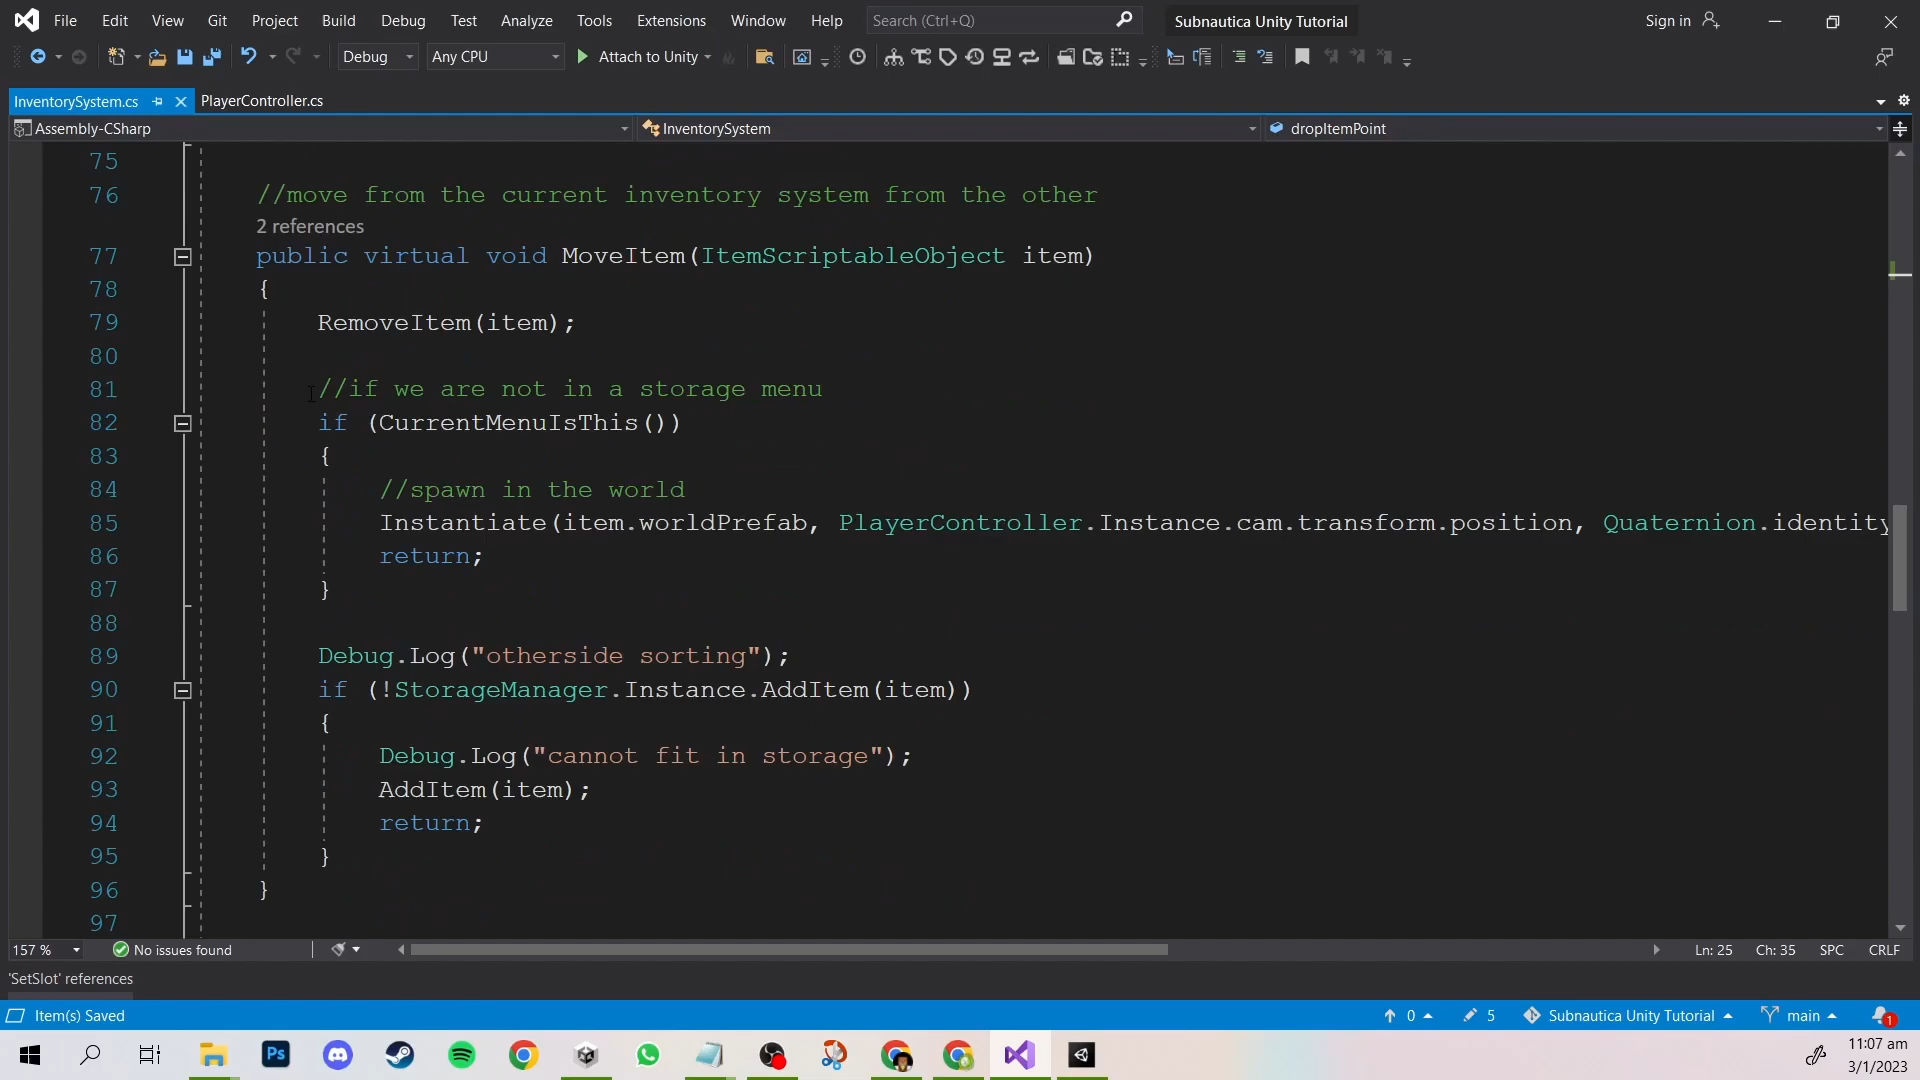 File Edit View Git Project Build Debug Test Analyze Tools Extensions Window Help Search (Ctrl+Q) Subnautica Unity Tutorial Sign in
Debug Any CPU Attach to Unity
InventorySystem.cs PlayerController.cs
Assembly-CSharp InventorySystem dropItemPoint
75
76 //move from the current inventory system from the other
2 references
77 public virtual void MoveItem(ItemScriptableObject item)
78 {
79 RemoveItem(item);
80
81 //if we are not in a storage menu
82 if (CurrentMenuIsThis())
83 {
84 //spawn in the world
85 Instantiate(item.worldPrefab, PlayerController.Instance.cam.transform.position, Quaternion.identity
86 return;
87 }
88
89 Debug.Log("otherside sorting");
90 if (!StorageManager.Instance.AddItem(item))
91 {
92 Debug.Log("cannot fit in storage");
93 AddItem(item);
94 return;
95 }
96 }
97
157 % No issues found Ln: 25 Ch: 35 SPC CRLF
'SetSlot' references
Item(s) Saved 0 5 Subnautica Unity Tutorial main 1
Ps 11:07 am
3/1/2023